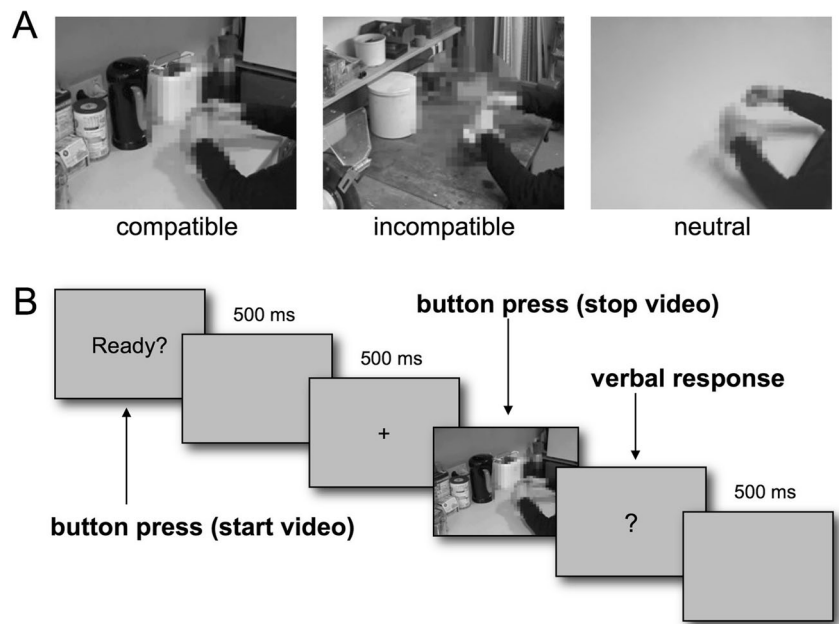 A
compatible
incompatible
neutral
B
Ready?
500 ms
500 ms
+
button press (stop video)
verbal response
?
500 ms
button press (start video)